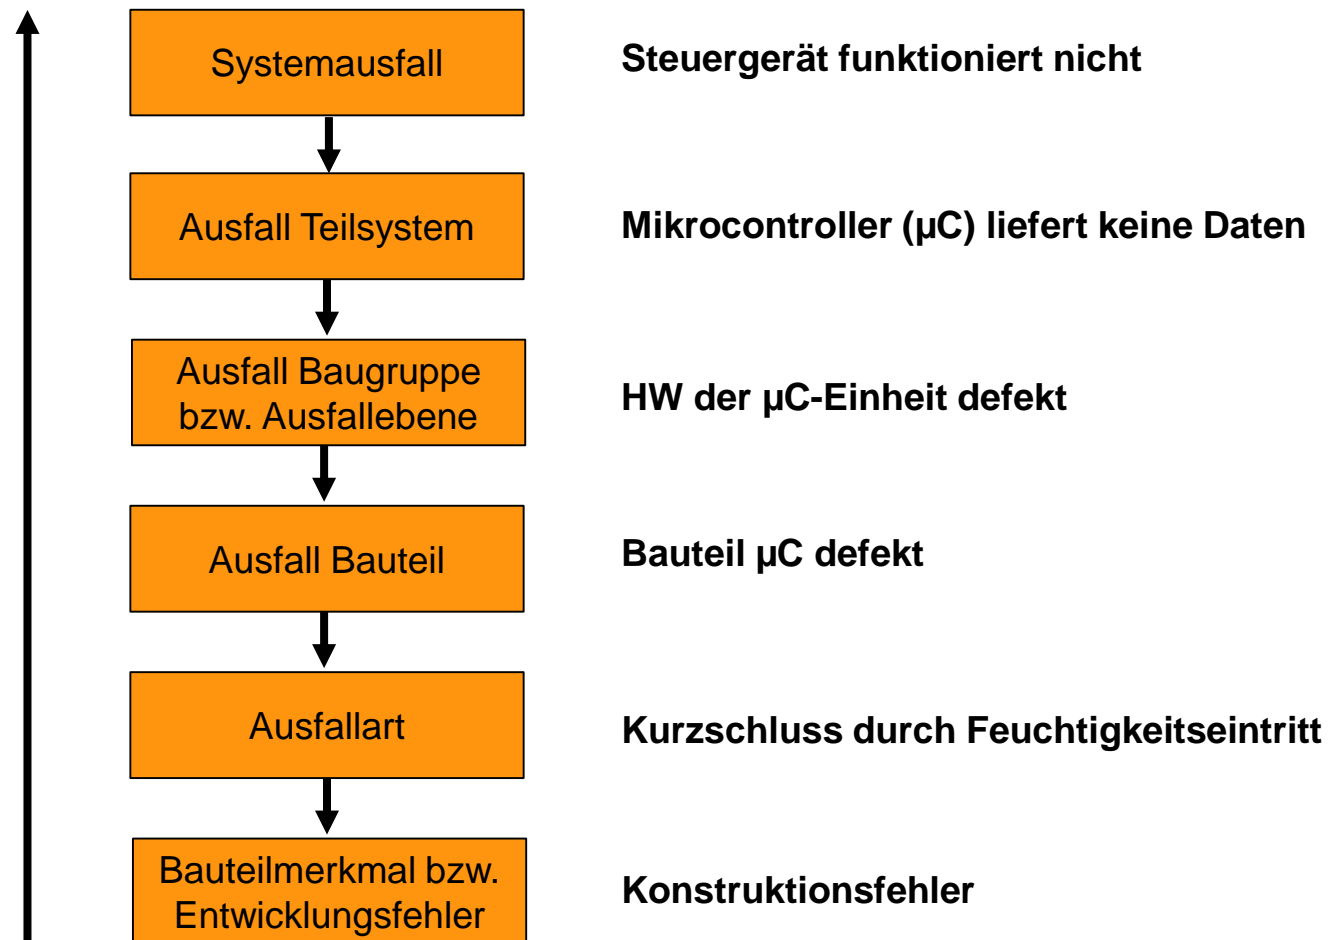 Systemausfall
Steuergerät funktioniert nicht
Ausfall Teilsystem
Mikrocontroller (µC) liefert keine Daten
Ausfall Baugruppe
bzw. Ausfallebene
HW der µC-Einheit defekt
Ausfall Bauteil
Bauteil µC defekt
Ausfallart
Kurzschluss durch Feuchtigkeitseintritt
Bauteilmerkmal bzw.
Entwicklungsfehler
Konstruktionsfehler